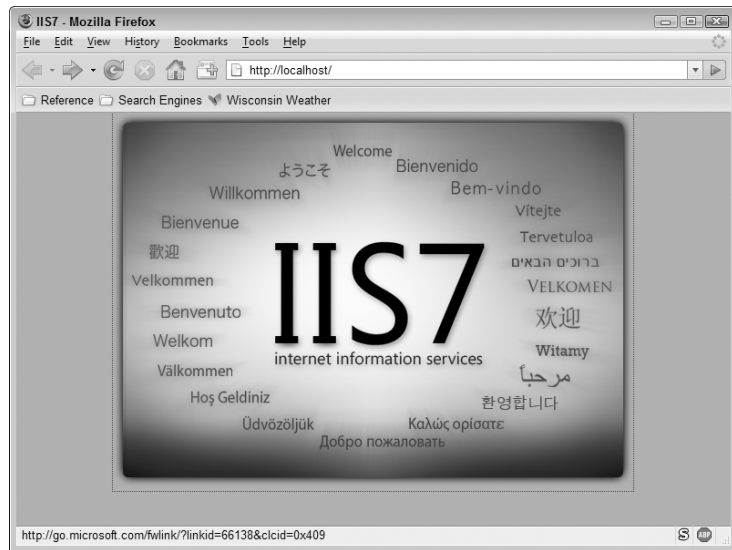 IIS7 - Mozilla Firefox
File Edit View History Bookmarks Tools Help
http://localhost/
Reference Search Engines Wisconsin Weather
Welcome
ようこそ
Bienvenido
Willkommen
Bem-vindo
Bienvenue
Vítejte
歡迎
Tervetuloa
ברוכים הבאים
Velkommen
VELKOMEN
Benvenuto
欢迎
Welkom
Witamy
Välkommen
مرحباً
Hoş Geldiniz
환영합니다
Üdvözöljük
Καλώς ορίσατε
Добро пожаловать
IIS7
internet information services
http://go.microsoft.com/fwlink/?linkid=66138&clcid=0x409
S ABP